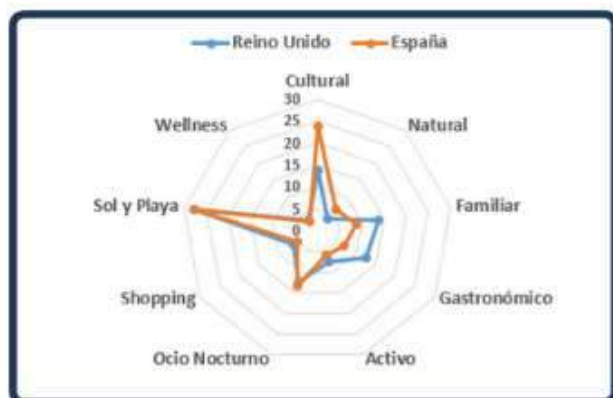 Reino Unido España
Cultural
30
25
20
15
10
5
0
Natural
Familiar
Gastronómico
Activo
Ocio Nocturno
Shopping
Sol y Playa
Wellness